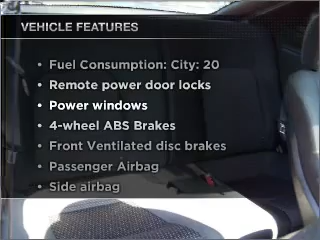 VEHICLE FEATURES
• Fuel Consumption: City: 20
• Remote power door locks
• Power windows
• 4-wheel ABS Brakes
• Front Ventilated disc brakes
• Passenger Airbag
• Side airbag